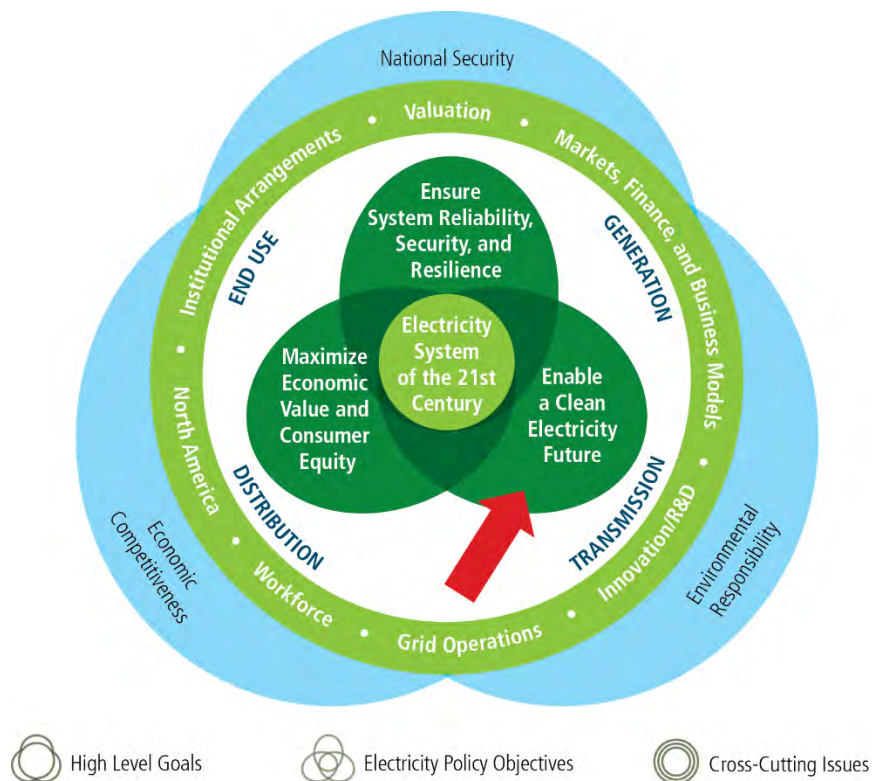 National Security
Valuation
Institutional Arrangements
Markets, Finance, and Business Models
Ensure
System Reliability,
Security, and
Resilience
END USE
GENERATION
Electricity
System
of the 21st
Century
Maximize
Economic
Value and
Consumer
Equity
Enable
a Clean
Electricity
Future
North America
DISTRIBUTION
TRANSMISSION
Innovation/R&D
Economic
Competitiveness
Environmental
Responsibility
Workforce
Grid Operations
High Level Goals
Electricity Policy Objectives
Cross-Cutting Issues